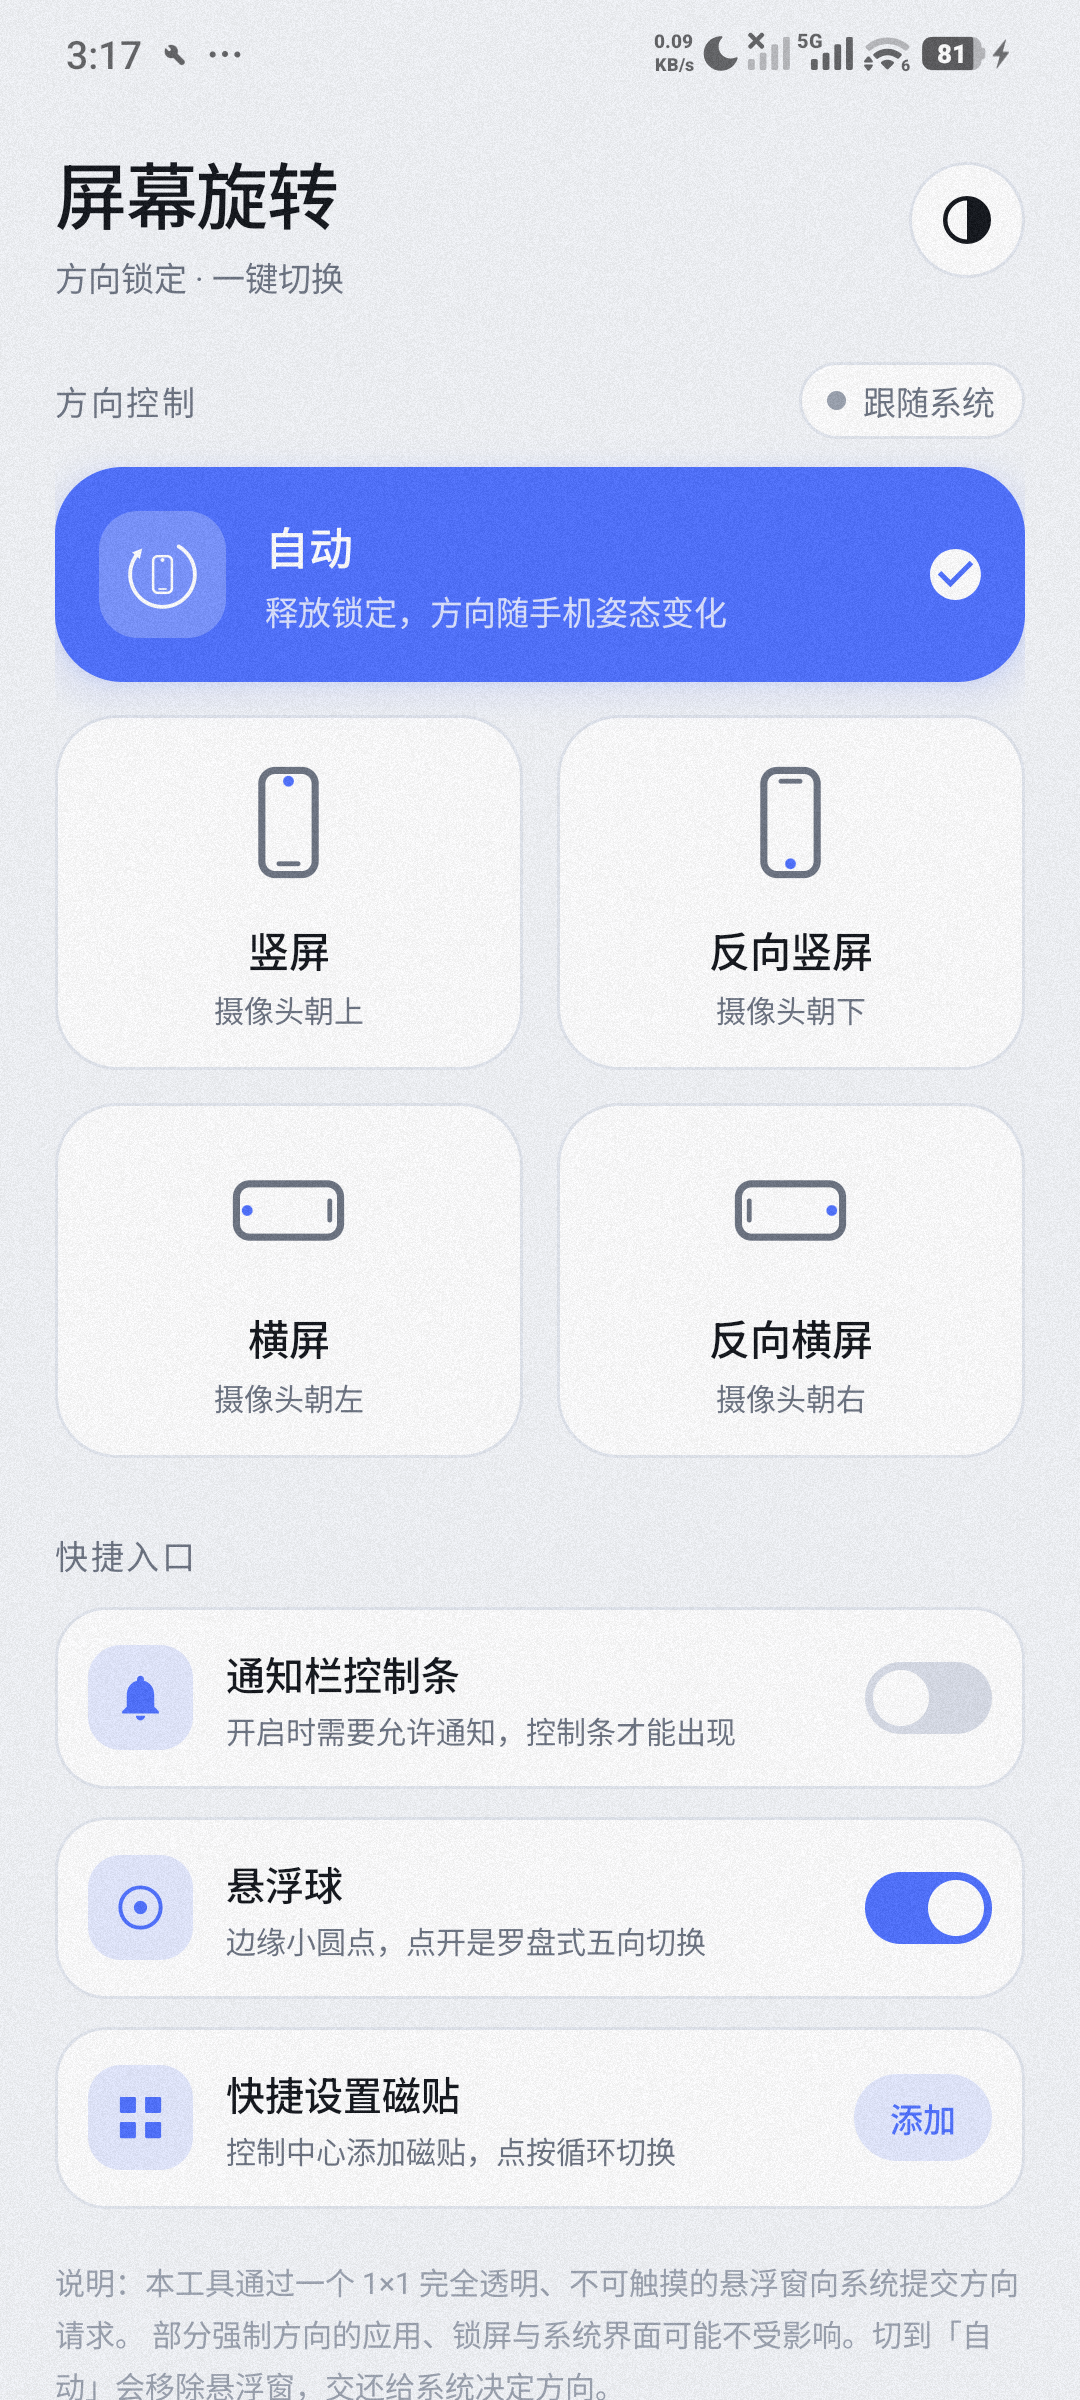 3:17
0.09
KB/s
5G
6
81
屏幕旋转
方向锁定 · 一键切换
方向控制
跟随系统
自动
释放锁定，方向随手机姿态变化
竖屏
摄像头朝上
反向竖屏
摄像头朝下
横屏
摄像头朝左
反向横屏
摄像头朝右
快捷入口
通知栏控制条
开启时需要允许通知，控制条才能出现
悬浮球
边缘小圆点，点开是罗盘式五向切换
快捷设置磁贴
控制中心添加磁贴，点按循环切换
添加
说明：本工具通过一个 1×1 完全透明、不可触摸的悬浮窗向系统提交方向
请求。 部分强制方向的应用、锁屏与系统界面可能不受影响。切到「自
动」会移除悬浮窗，交还给系统决定方向。